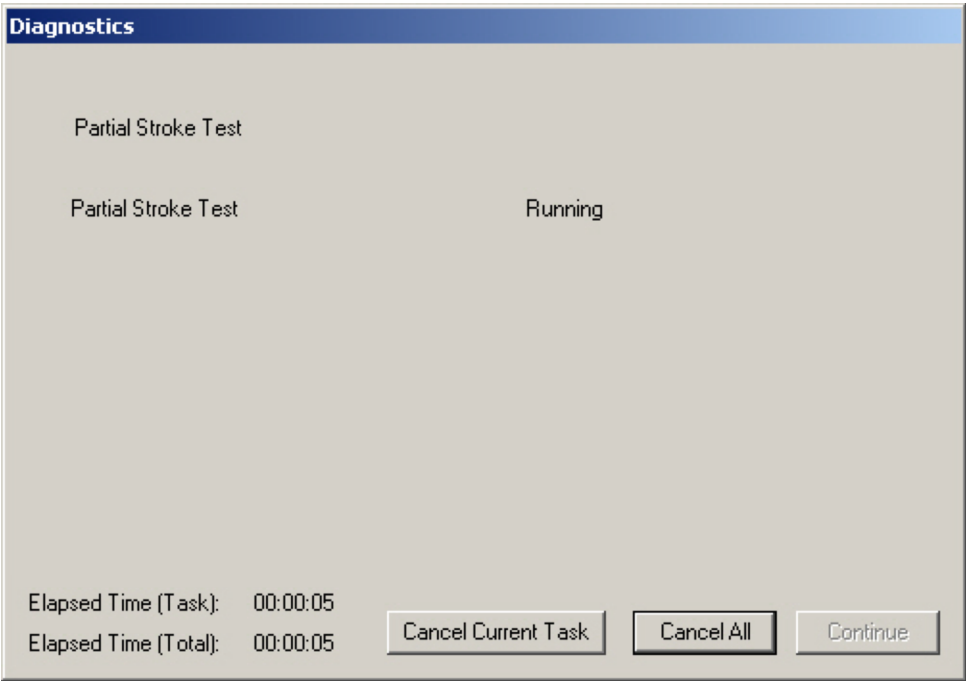 Diagnostics
Partial Stroke Test
Partial Stroke Test Running
Elapsed Time (Task): 00:00:05
Elapsed Time (Total): 00:00:05
Cancel Current Task Cancel All Continue